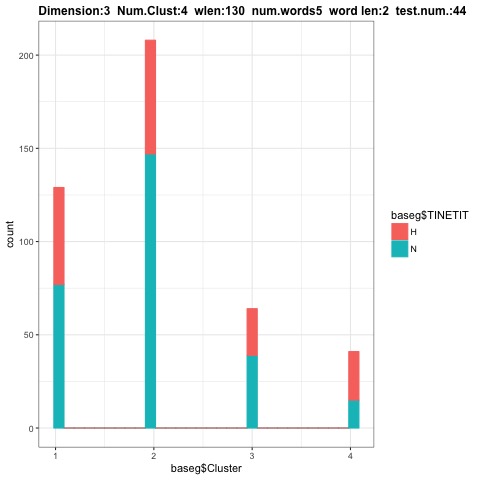 Dimension:3 Num.Clust:4 wlen:130 num.words5 word len:2 test.num.:44
200
150
100
50
0
count
1 2 3 4
baseg$Cluster
baseg$TINETIT
H
N